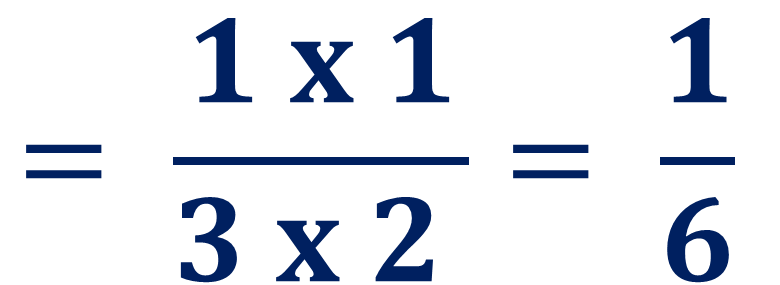 1 x 1
= = 1
3 x 2 6